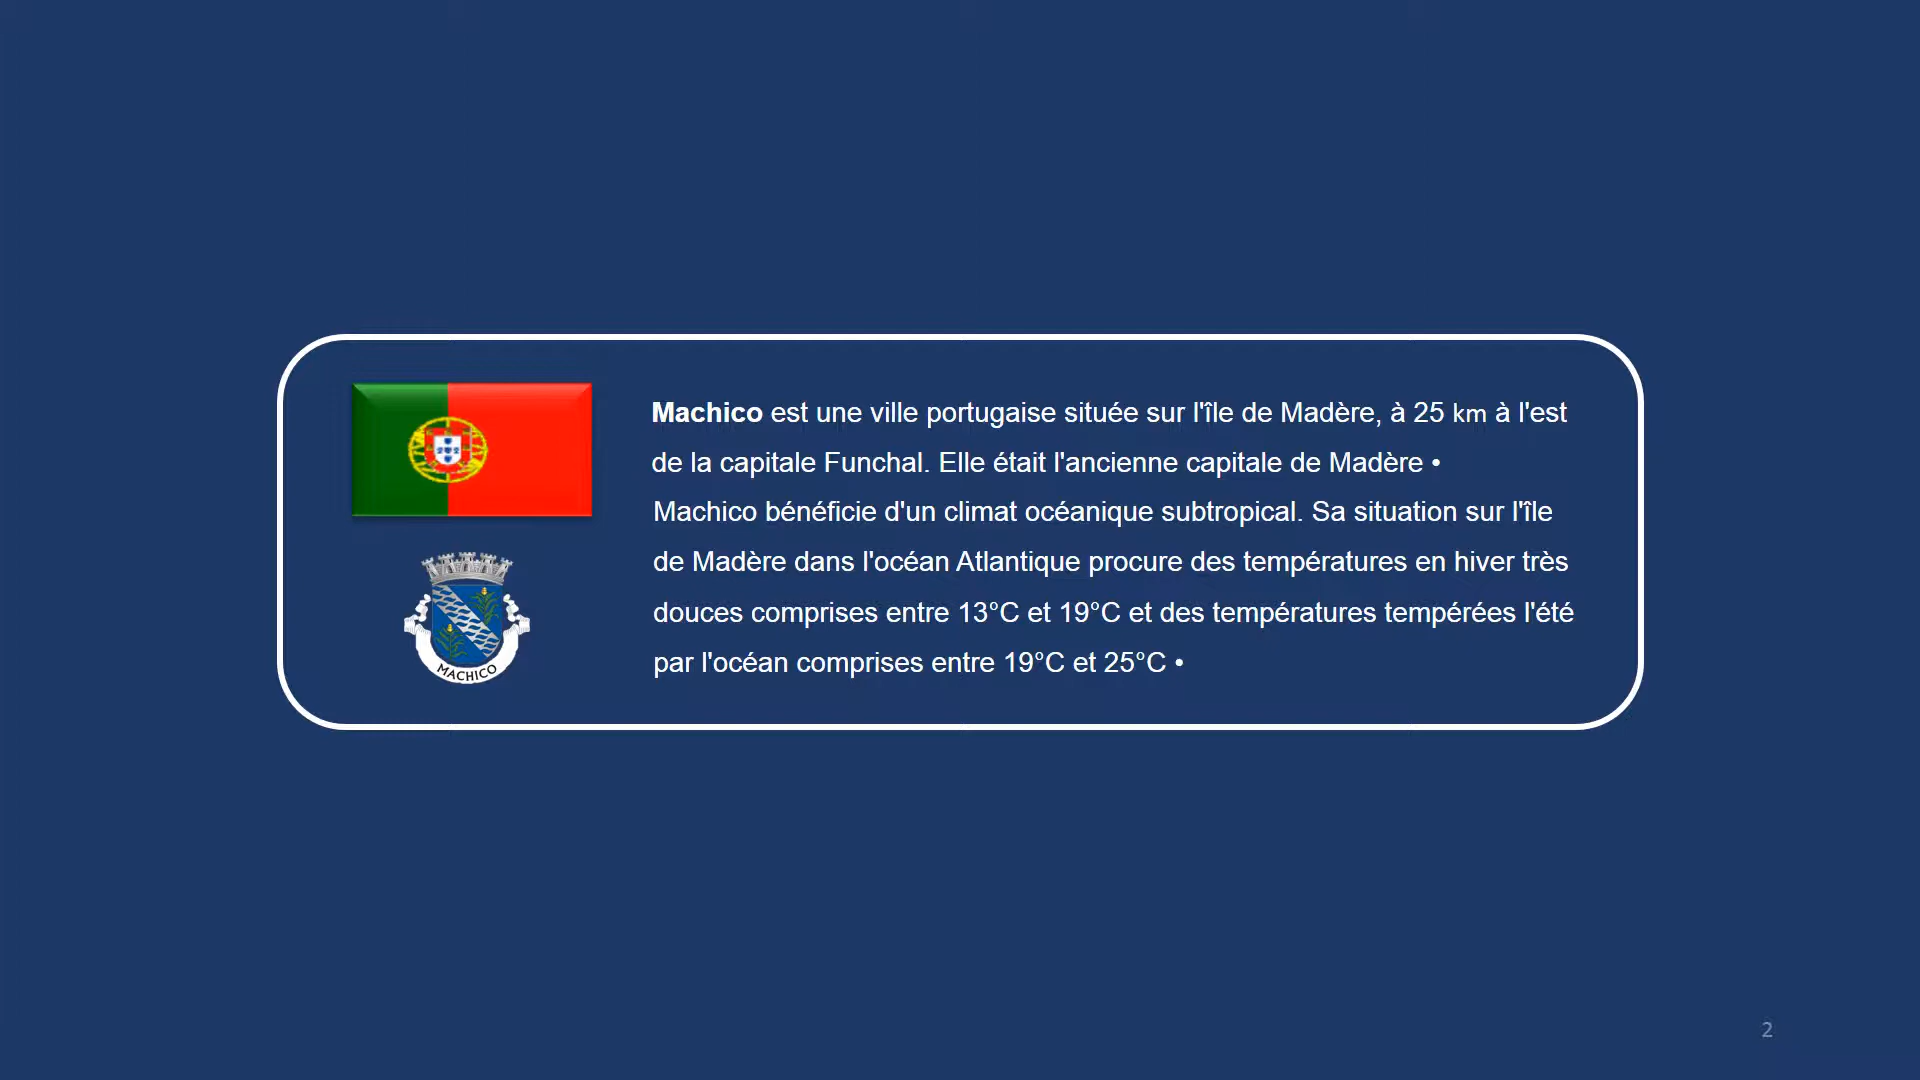 Machico est une ville portugaise située sur l'île de Madère, à 25 km à l'est
de la capitale Funchal. Elle était l'ancienne capitale de Madère •
Machico bénéficie d'un climat océanique subtropical. Sa situation sur l'île
de Madère dans l'océan Atlantique procure des températures en hiver très
douces comprises entre 13°C et 19°C et des températures tempérées l'été
par l'océan comprises entre 19°C et 25°C •
MACHICO
2